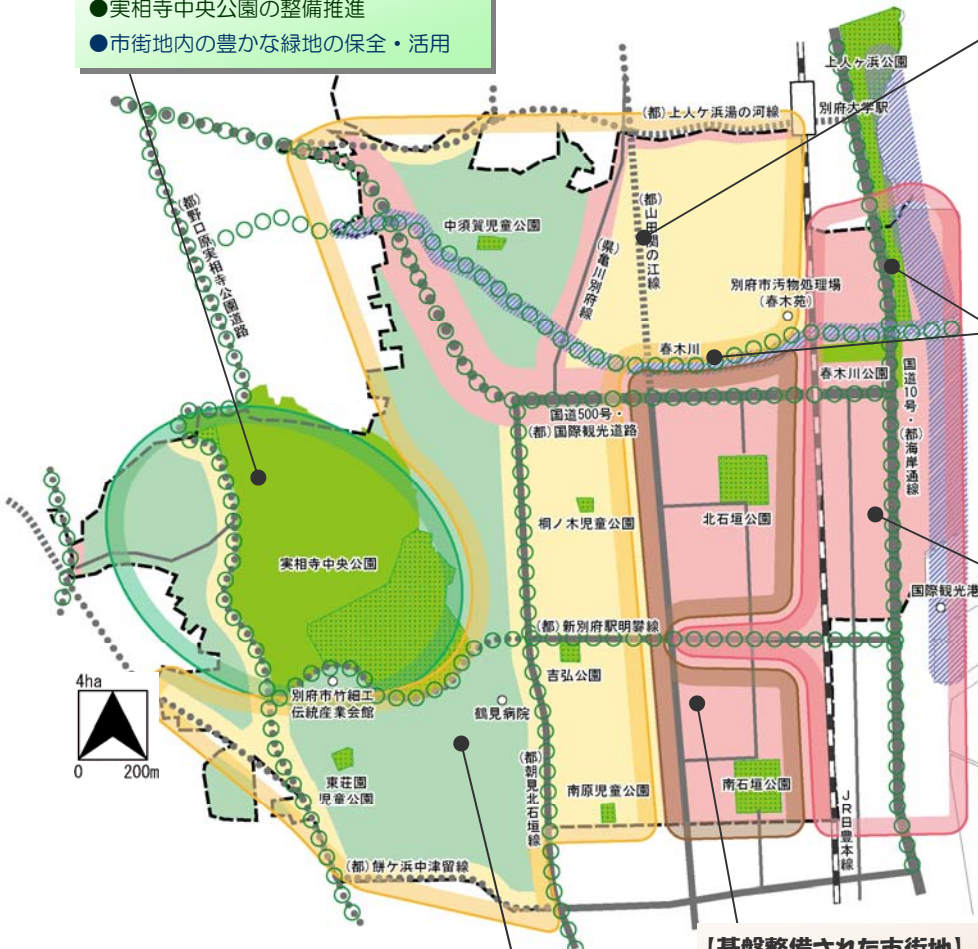 ●実相寺中央公園の整備推進
●市街地内の豊かな緑地の保全・活用
上人ヶ浜公園
(都)上人ケ浜湯の河線
別府大学駅
(都)野口原実相寺公園道路
中須賀児童公園
(県)亀川別府線
(都)山田関の江線
別府市汚物処理場
(春木苑)
春木川
春木川公園
国道10号・(都)海岸通線
国道500号・
(都)国際観光道路
桐ノ木児童公園
北石垣公園
実相寺中央公園
国際観光港
(都)新別府駅明礬線
吉弘公園
4ha
0 200m
別府市竹細工
伝統産業会館
鶴見病院
東荘園
児童公園
(都)朝見北石垣線
南原児童公園
南石垣公園
JR日豊本線
(都)餅ケ浜中津留線
【基盤整備された市街地】